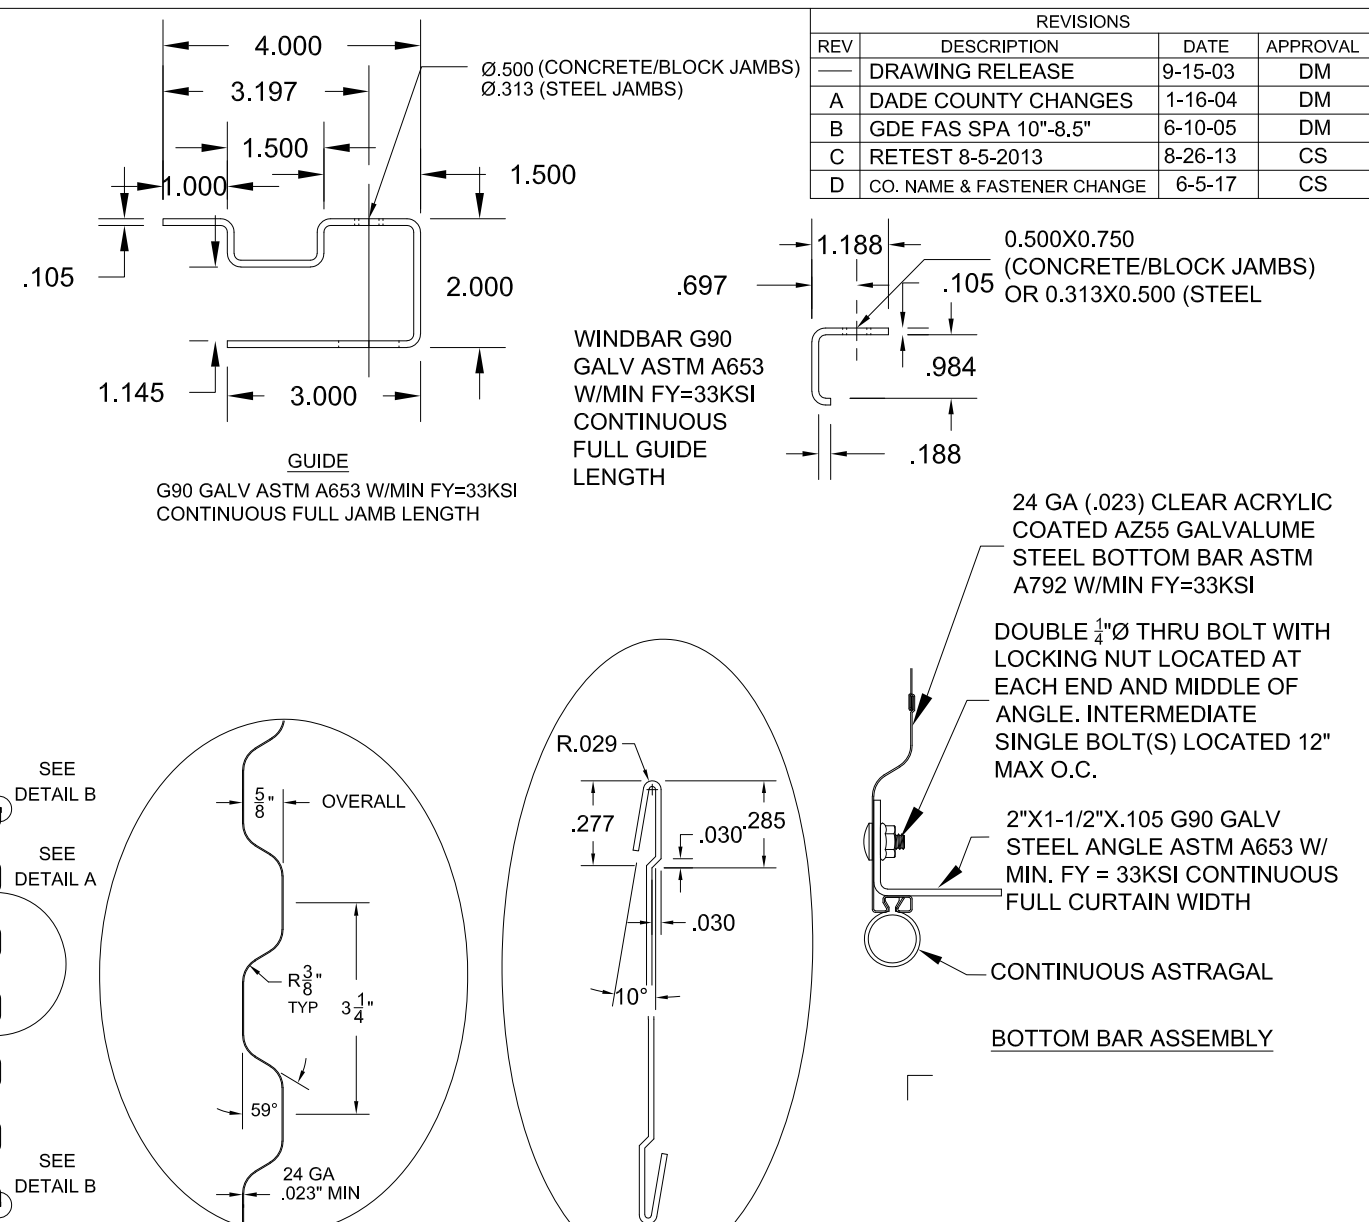 REVISIONS
REV DESCRIPTION DATE APPROVAL
— DRAWING RELEASE 9-15-03 DM
A DADE COUNTY CHANGES 1-16-04 DM
B GDE FAS SPA 10"-8.5" 6-10-05 DM
C RETEST 8-5-2013 8-26-13 CS
D CO. NAME & FASTENER CHANGE 6-5-17 CS
4.000
3.197
1.500
1.000
1.500
Ø.500 (CONCRETE/BLOCK JAMBS)
Ø.313 (STEEL JAMBS)
.105
2.000
1.145
3.000
GUIDE
G90 GALV ASTM A653 W/MIN FY=33KSI
CONTINUOUS FULL JAMB LENGTH
1.188
.697
.105
0.500X0.750
(CONCRETE/BLOCK JAMBS)
OR 0.313X0.500 (STEEL
.984
.188
WINDBAR G90
GALV ASTM A653
W/MIN FY=33KSI
CONTINUOUS
FULL GUIDE
LENGTH
24 GA (.023) CLEAR ACRYLIC
COATED AZ55 GALVALUME
STEEL BOTTOM BAR ASTM
A792 W/MIN FY=33KSI
DOUBLE 1/4"Ø THRU BOLT WITH
LOCKING NUT LOCATED AT
EACH END AND MIDDLE OF
ANGLE. INTERMEDIATE
SINGLE BOLT(S) LOCATED 12"
MAX O.C.
2"X1-1/2"X.105 G90 GALV
STEEL ANGLE ASTM A653 W/
MIN. FY = 33KSI CONTINUOUS
FULL CURTAIN WIDTH
CONTINUOUS ASTRAGAL
BOTTOM BAR ASSEMBLY
SEE
DETAIL B
SEE
DETAIL A
SEE
DETAIL B
5/8" OVERALL
R3/8"
TYP
3 1/4"
59°
24 GA
.023" MIN
R.029
.277
.030
.285
.030
10°